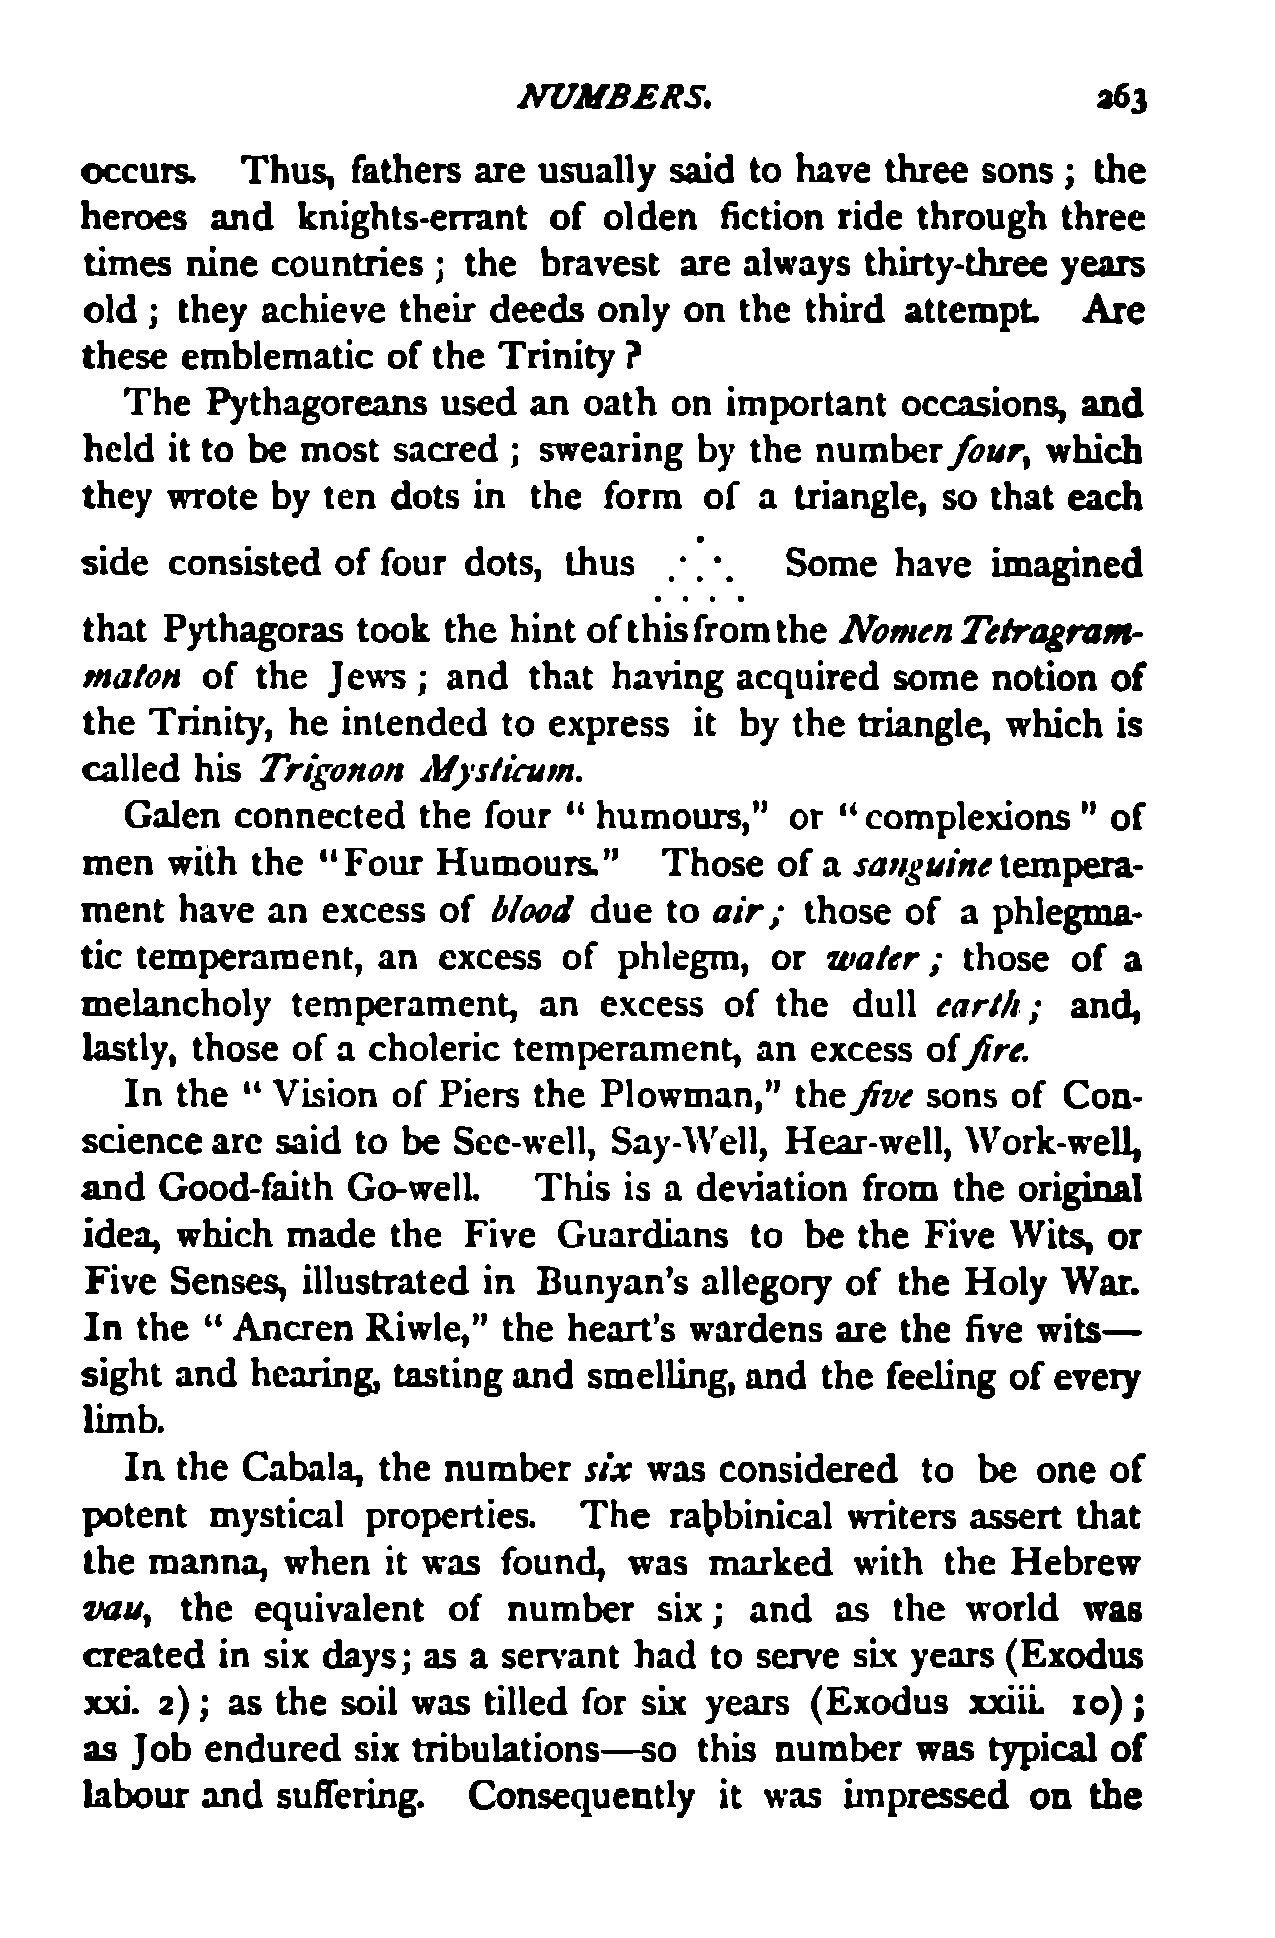 NUMBERS. 263
occurs. Thus, fathers are usually said to have three sons ; the
heroes and knights-errant of olden fiction ride through three
times nine countries ; the bravest are always thirty-three years
old ; they achieve their deeds only on the third attempt. Are
these emblematic of the Trinity ?
The Pythagoreans used an oath on important occasions, and
held it to be most sacred ; swearing by the number four, which
they wrote by ten dots in the form of a triangle, so that each
side consisted of four dots, thus Some have imagined
that Pythagoras took the hint of this from the Nomen Tetragram-
maton of the Jews ; and that having acquired some notion of
the Trinity, he intended to express it by the triangle, which is
called his Trigonon Mysticum.
Galen connected the four “ humours,” or “ complexions ” of
men with the “Four Humours.” Those of a sanguine tempera-
ment have an excess of blood due to air ; those of a phlegma-
tic temperament, an excess of phlegm, or water ; those of a
melancholy temperament, an excess of the dull earth ; and,
lastly, those of a choleric temperament, an excess of fire.
In the “ Vision of Piers the Plowman,” the five sons of Con-
science are said to be See-well, Say-Well, Hear-well, Work-well,
and Good-faith Go-well. This is a deviation from the original
idea, which made the Five Guardians to be the Five Wits, or
Five Senses, illustrated in Bunyan’s allegory of the Holy War.
In the “ Ancren Riwle,” the heart’s wardens are the five wits—
sight and hearing, tasting and smelling, and the feeling of every
limb.
In the Cabala, the number six was considered to be one of
potent mystical properties. The rabbinical writers assert that
the manna, when it was found, was marked with the Hebrew
vau, the equivalent of number six ; and as the world was
created in six days; as a servant had to serve six years (Exodus
xxi. 2) ; as the soil was tilled for six years (Exodus xxiii. 10) ;
as Job endured six tribulations—so this number was typical of
labour and suffering. Consequently it was impressed on the